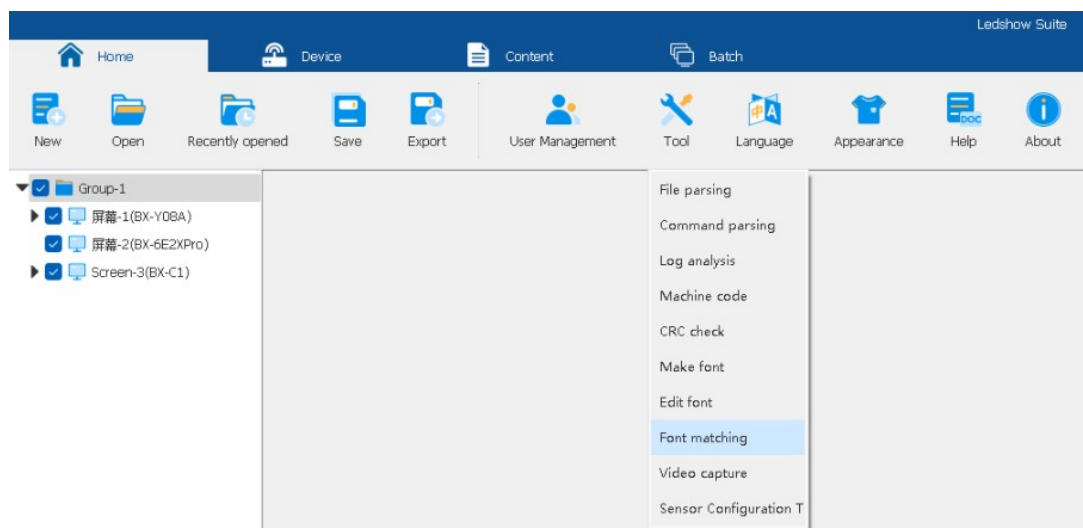 Ledshow Suite
Home Device Content Batch
New Open Recently opened Save Export User Management Tool Language Appearance Help About
中 A
DOC
Group-1
屏幕-1(BX-Y08A)
屏幕-2(BX-6E2XPro)
Screen-3(BX-C1)
File parsing
Command parsing
Log analysis
Machine code
CRC check
Make font
Edit font
Font matching
Video capture
Sensor Configuration T